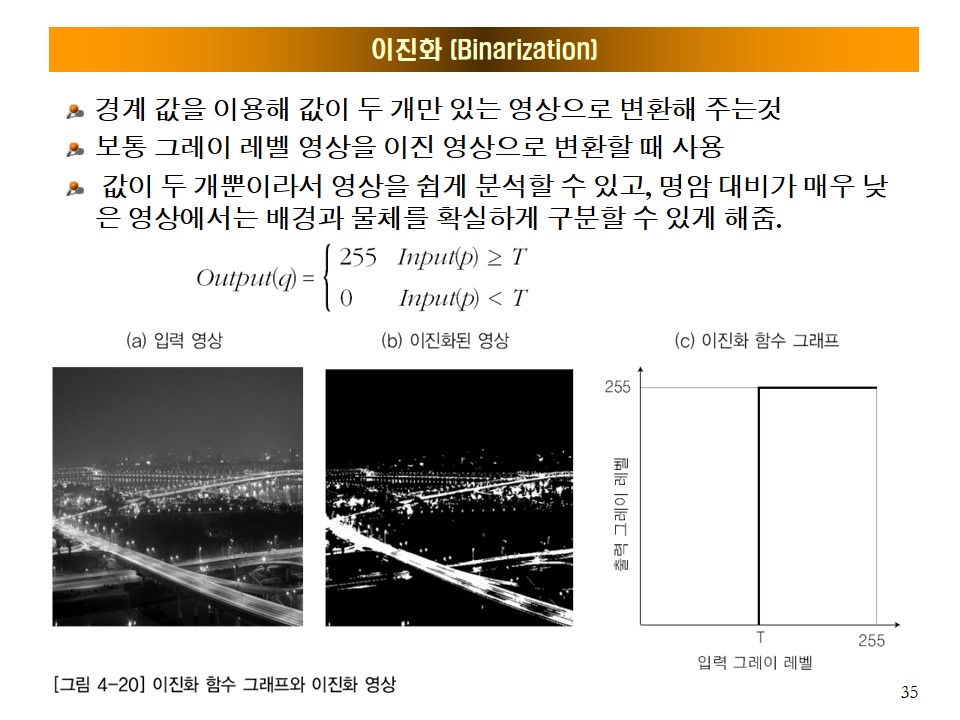 이진화 (Binarization)
경계 값을 이용해 값이 두 개만 있는 영상으로 변환해 주는것
보통 그레이 레벨 영상을 이진 영상으로 변환할 때 사용
값이 두 개뿐이라서 영상을 쉽게 분석할 수 있고, 명암 대비가 매우 낮
은 영상에서는 배경과 물체를 확실하게 구분할 수 있게 해줌.
255 Input(p) ≥ T
Output(q) = {
0 Input(p) < T
(a) 입력 영상
(b) 이진화된 영상
(c) 이진화 함수 그래프
255
출력 그레이 레벨
T
255
입력 그레이 레벨
[그림 4-20] 이진화 함수 그래프와 이진화 영상
35